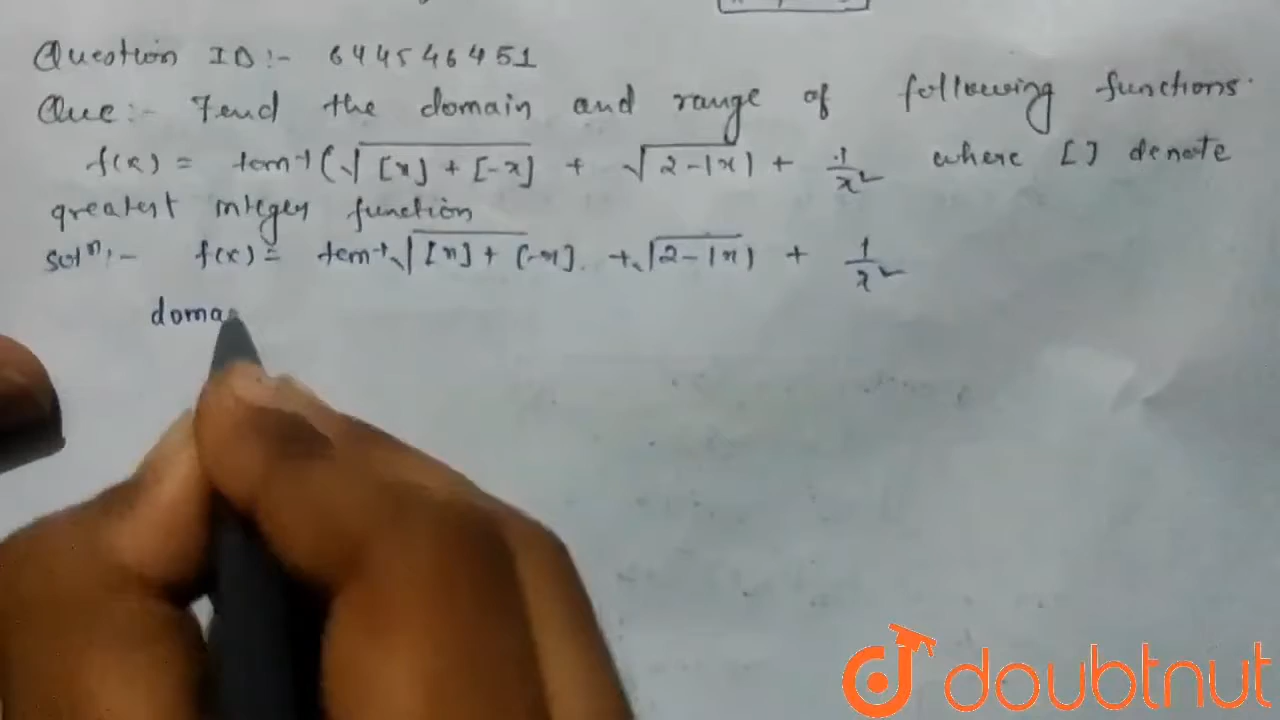 Question ID:- 644546451
Que:- Find the domain and range of following functions.
f(x) = tan-1(√[x] + [-x] + √2-|x|) + 1/x² where [] denote
greatest integer function
solⁿ:- f(x) = tan-1√[x] + [-x] + √2-|x|) + 1/x²
doma
doubtnut